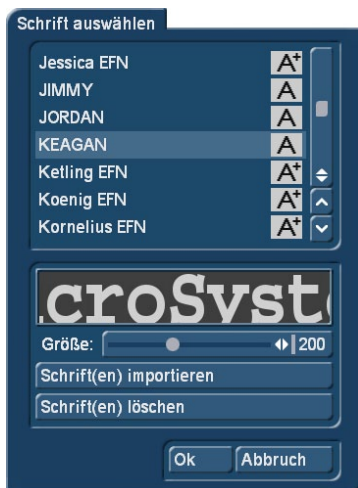 Schrift auswählen
Jessica EFN A+
JIMMY A
JORDAN A
KEAGAN A
Ketling EFN A+
Koenig EFN A+
Kornelius EFN A+
croSyst
Größe: 200
Schrift(en) importieren
Schrift(en) löschen
Ok Abbruch